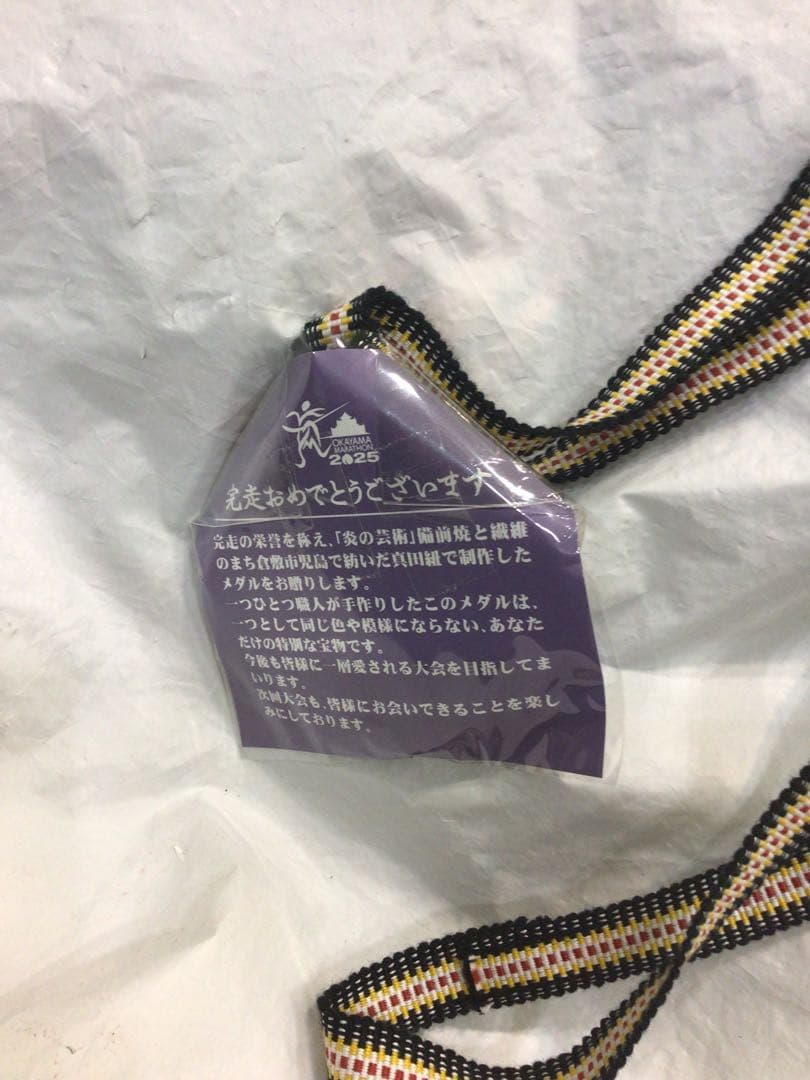 OKAYAMA
MARATHON
2025
完走おめでとうございます
完走の栄誉を称え、「炎の芸術」備前焼と繊維
のまち倉敷市児島で紡いだ真田紐で制作した
メダルをお贈りします。
一つひとつ職人が手作りしたこのメダルは、
一つとして同じ色や模様にならない、あなた
だけの特別な宝物です。
今後も皆様に一層愛される大会を目指してま
いります。
次回大会も、皆様にお会いできることを楽し
みにしております。